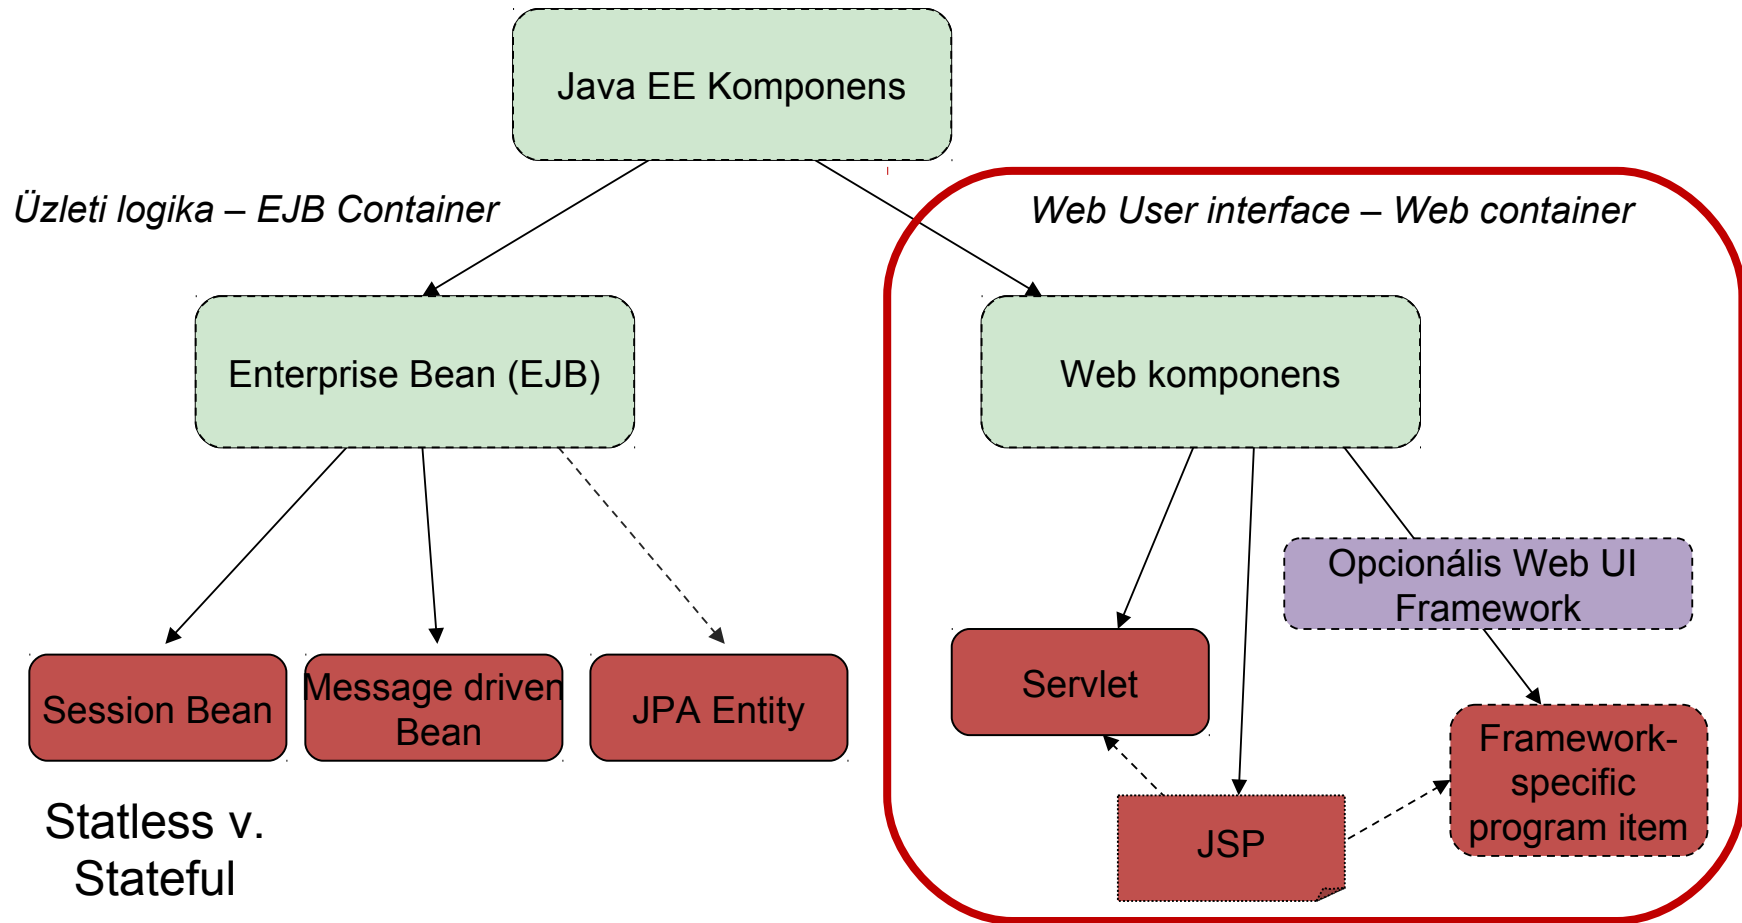 Java EE Komponens
Üzleti logika – EJB Container
Web User interface – Web container
Enterprise Bean (EJB)
Web komponens
Opcionális Web UI
Framework
Session Bean
Message driven
Bean
JPA Entity
Servlet
Framework-
specific
program item
JSP
Statless v.
Stateful